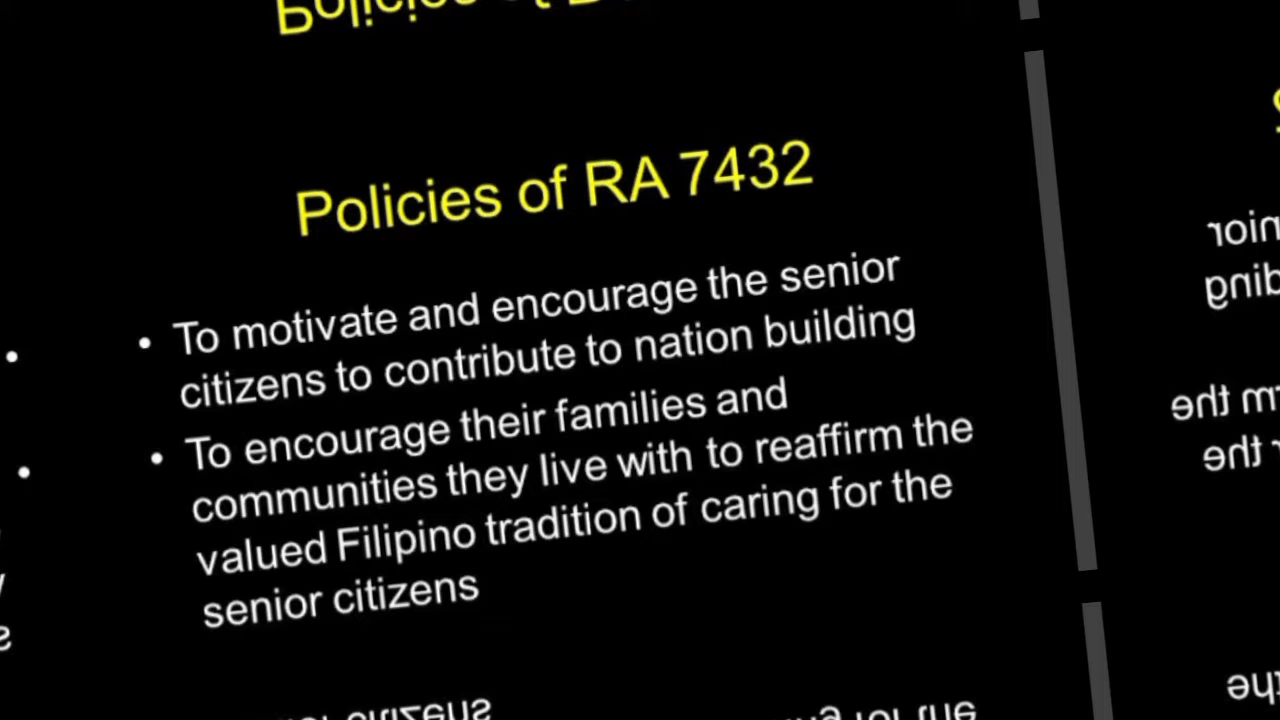 Policies of RA 7432
• To motivate and encourage the senior
citizens to contribute to nation building
• To encourage their families and
communities they live with to reaffirm the
valued Filipino tradition of caring for the
senior citizens